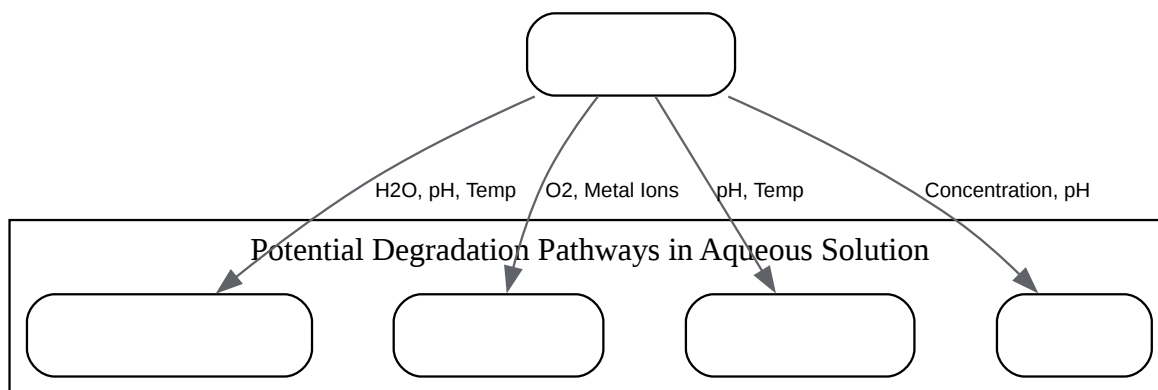 H2O, pH, Temp
O2, Metal Ions
pH, Temp
Concentration, pH
Potential Degradation Pathways in Aqueous Solution